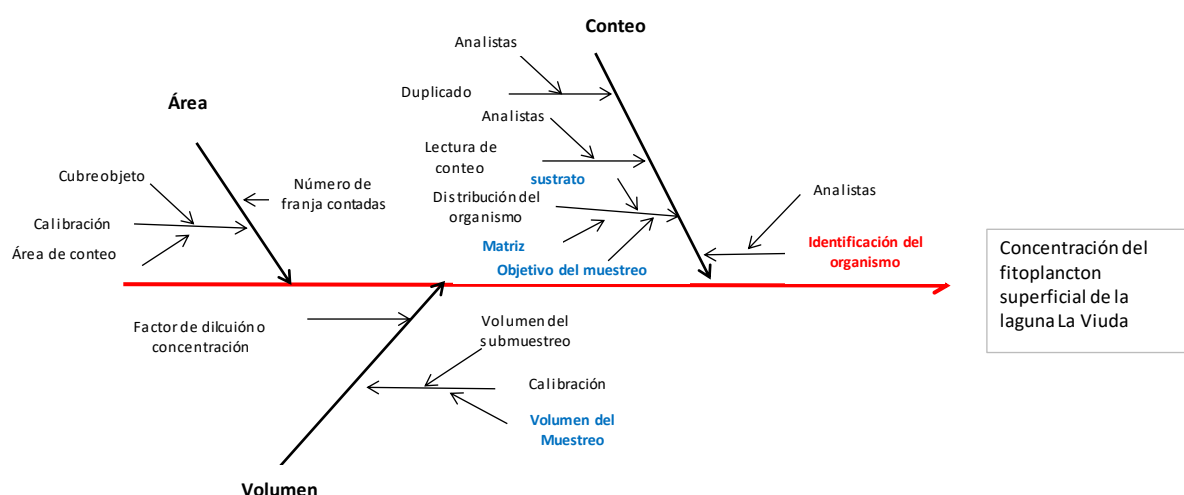 Conteo
Analistas
Duplicado
Área
Analistas
Lectura de
conteo
sustrato
Cubreobjeto
Número de
franja contadas
Distribución del
organismo
Analistas
Calibración
Área de conteo
Matriz
Objetivo del muestreo
Identificación del
organismo
Concentración del
fitoplancton
superficial de la
laguna La Viuda
Factor de dilcuión o
concentración
Volumen del
submuestreo
Calibración
Volumen del
Muestreo
Volumen